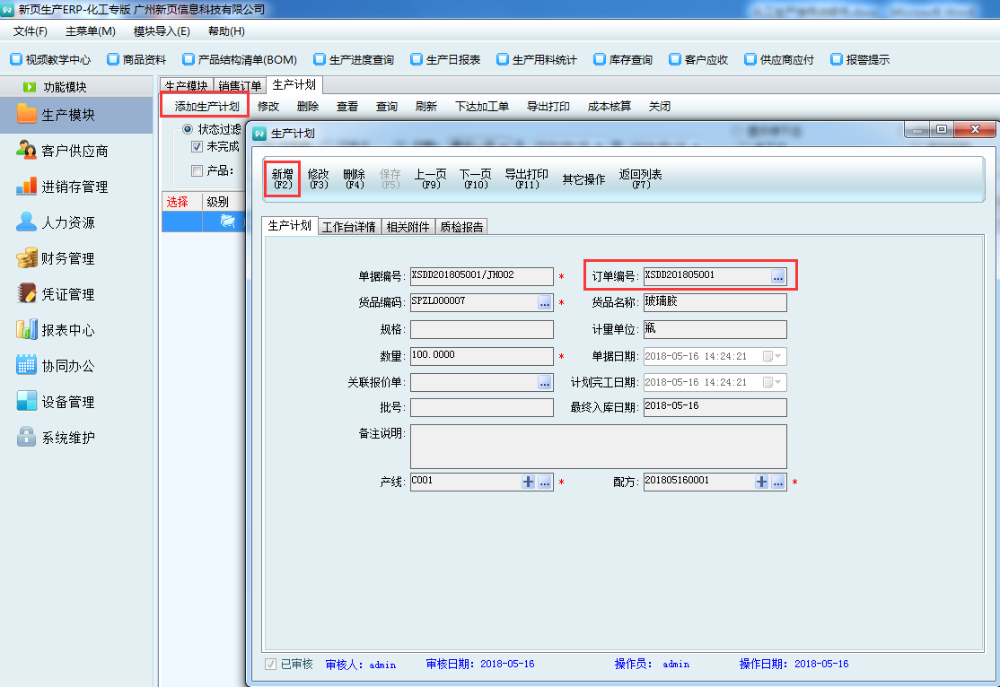 新页生产ERP-化工专版 广州新页信息科技有限公司
文件(F) 主菜单(M) 模块导入(E) 帮助(H)
视频教学中心 商品资料 产品结构清单(BOM) 生产进度查询 生产日报表 生产用料统计 库存查询 客户应收 供应商应付 报警提示
功能模块
生产模块
客户供应商
进销存管理
人力资源
财务管理
凭证管理
报表中心
协同办公
设备管理
系统维护
生产模块 销售订单 生产计划
添加生产计划 修改 删除 查看 查询 刷新 下达加工单 导出打印 成本核算 关闭
状态过滤
未完成
产品:
选择 级别
生产计划
新增(F2) 修改(F3) 删除(F4) 保存(F5) 上一页(F9) 下一页(F10) 导出打印(F11) 其它操作 返回列表(F7)
生产计划 工作台详情 相关附件 质检报告
单据编号: XSDD201805001/JH002 * 订单编号: XSDD201805001 ...
货品编码: SPZL000007 ... * 货品名称: 玻璃胶
规格: 计量单位: 瓶
数量: 100.0000 * 单据日期: 2018-05-16 14:24:21
关联报价单: ... 计划完工日期: 2018-05-16 14:24:21
批号: 最终入库日期: 2018-05-16
备注说明:
产线: C001 + ... * 配方: 201805160001 + ... *
已审核 审核人: admin 审核日期: 2018-05-16 操作员: admin 操作日期: 2018-05-16